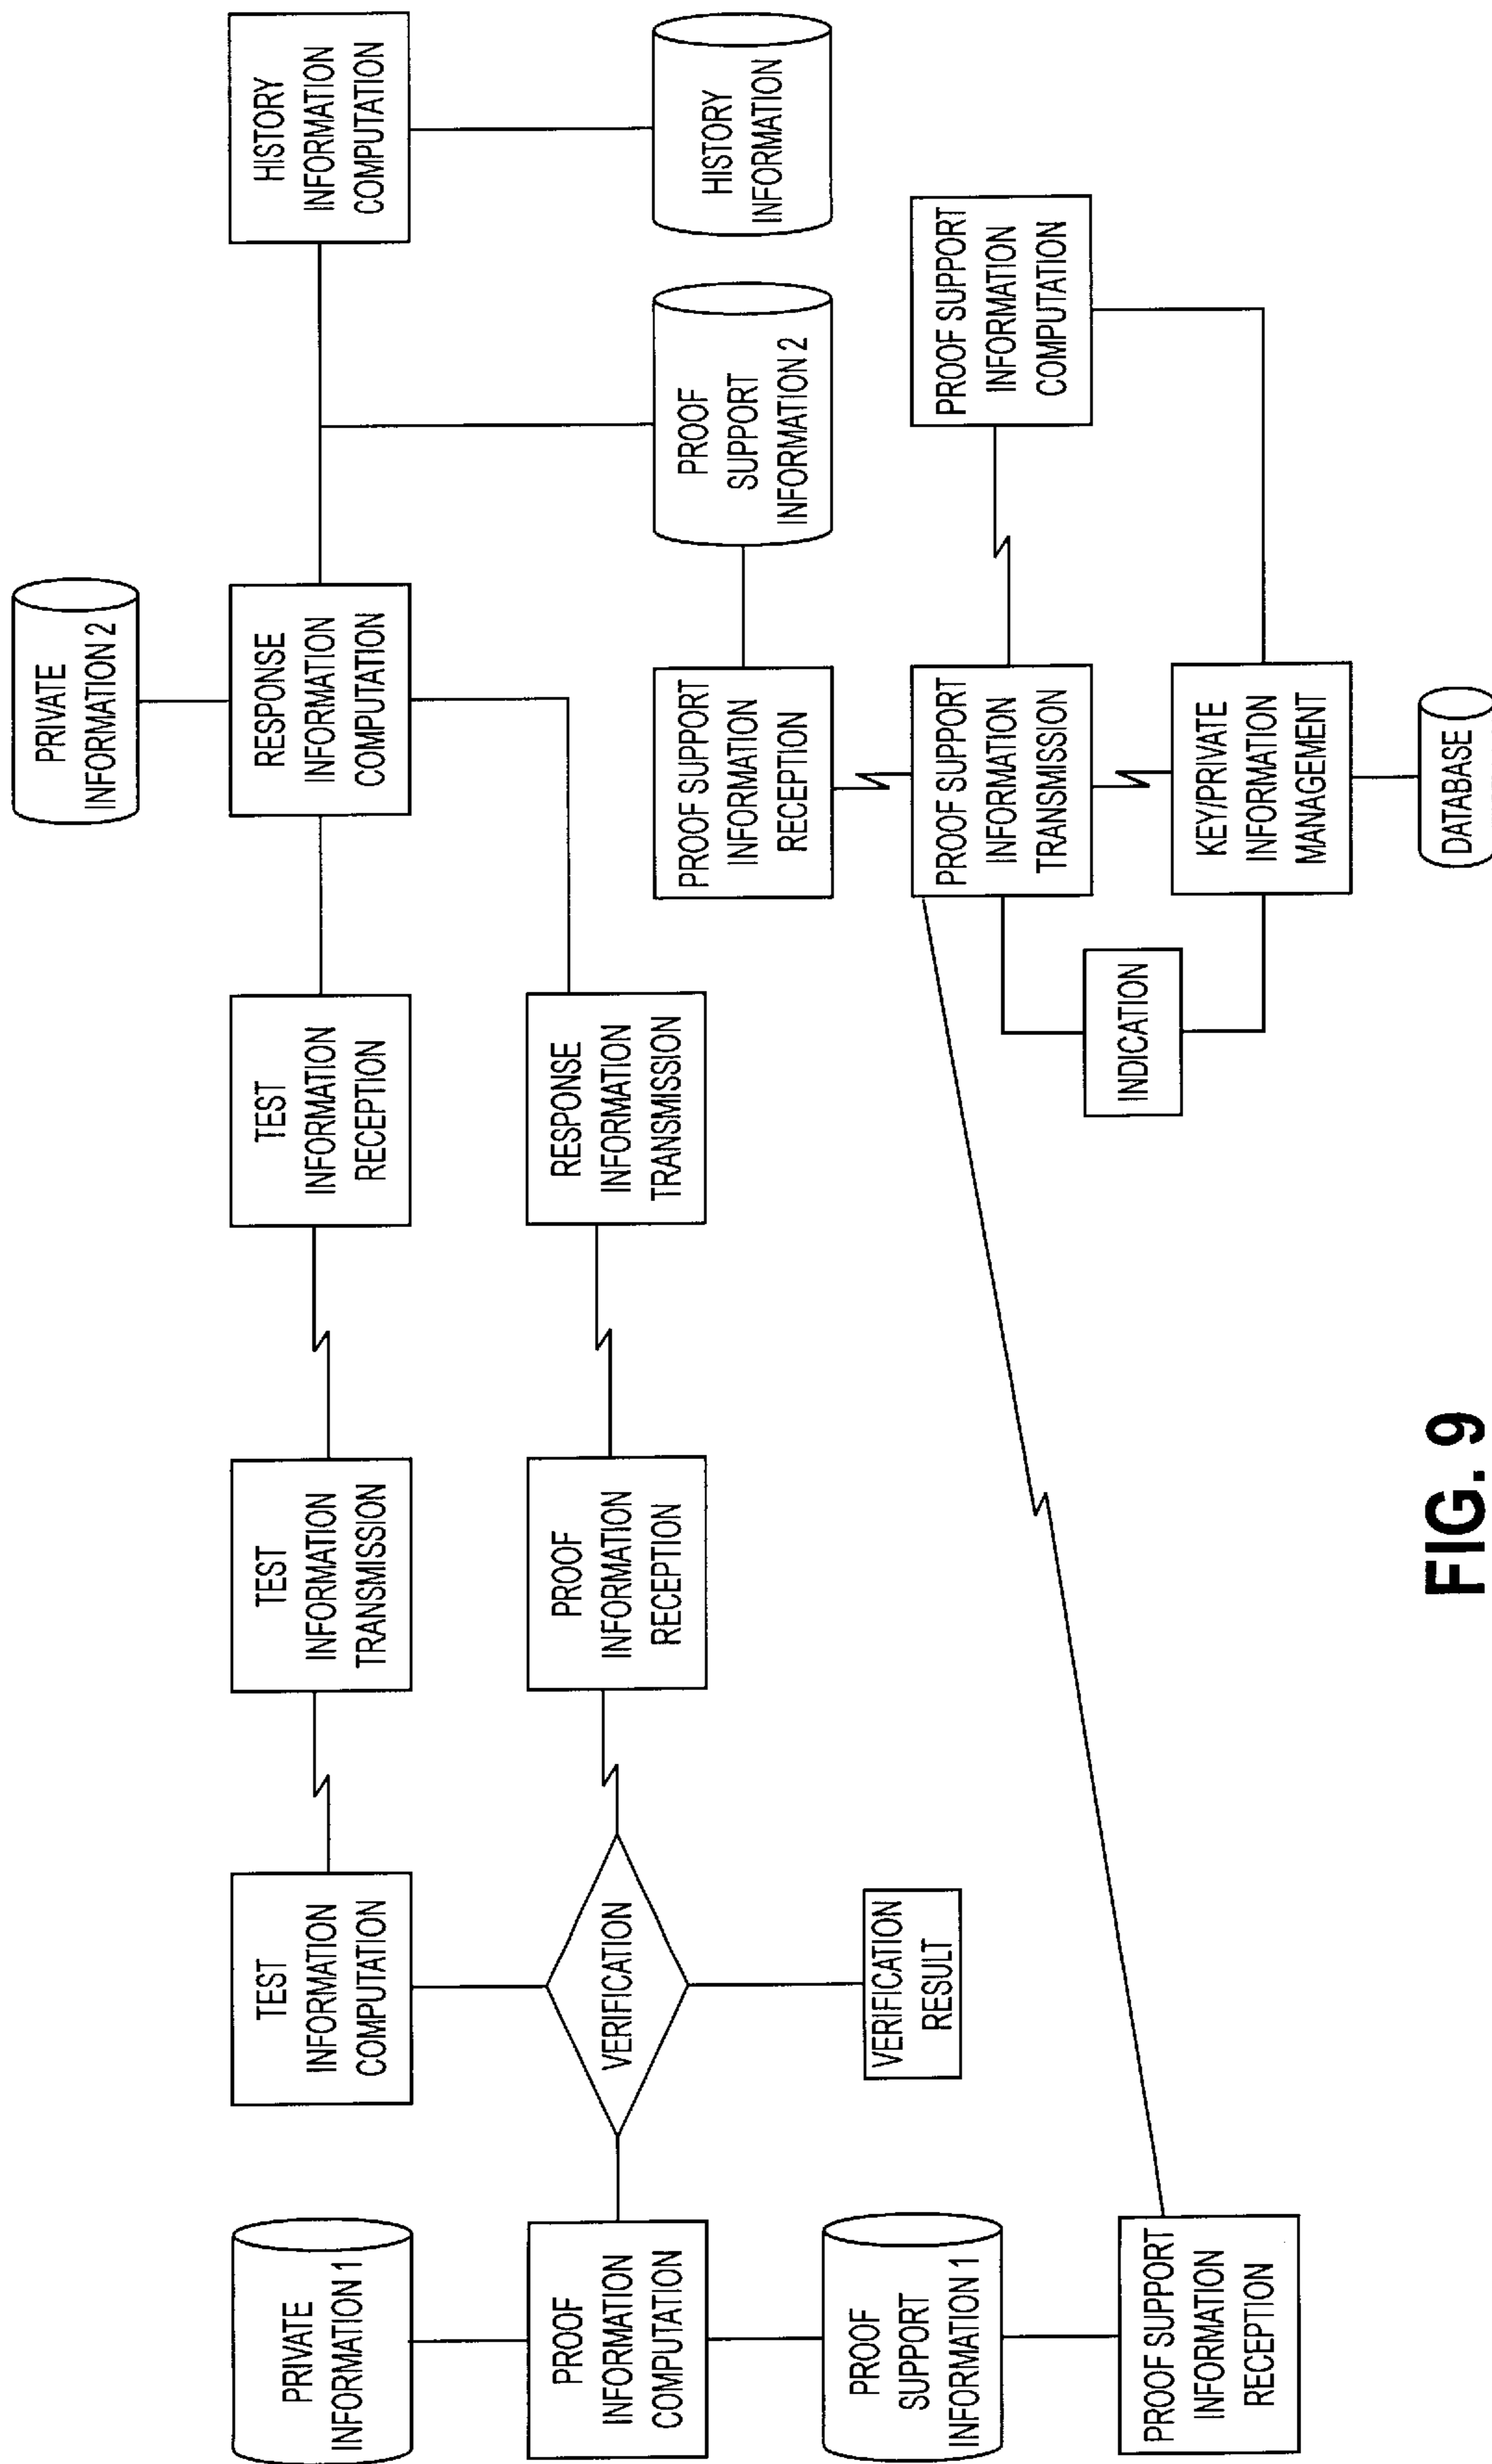 PRIVATE
INFORMATION 2
HISTORY
INFORMATION
COMPUTATION
RESPONSE
INFORMATION
COMPUTATION
TEST
INFORMATION
RECEPTION
TEST
INFORMATION
TRANSMISSION
TEST
INFORMATION
COMPUTATION
PRIVATE
INFORMATION 1
HISTORY
INFORMATION
PROOF
SUPPORT
INFORMATION 2
PROOF SUPPORT
INFORMATION
RECEPTION
RESPONSE
INFORMATION
TRANSMISSION
PROOF
INFORMATION
RECEPTION
VERIFICATION
PROOF
INFORMATION
COMPUTATION
VERIFICATION
RESULT
PROOF
SUPPORT
INFORMATION 1
PROOF SUPPORT
INFORMATION
RECEPTION
PROOF SUPPORT
INFORMATION
COMPUTATION
PROOF SUPPORT
INFORMATION
TRANSMISSION
INDICATION
KEY/PRIVATE
INFORMATION
MANAGEMENT
DATABASE
FIG. 9